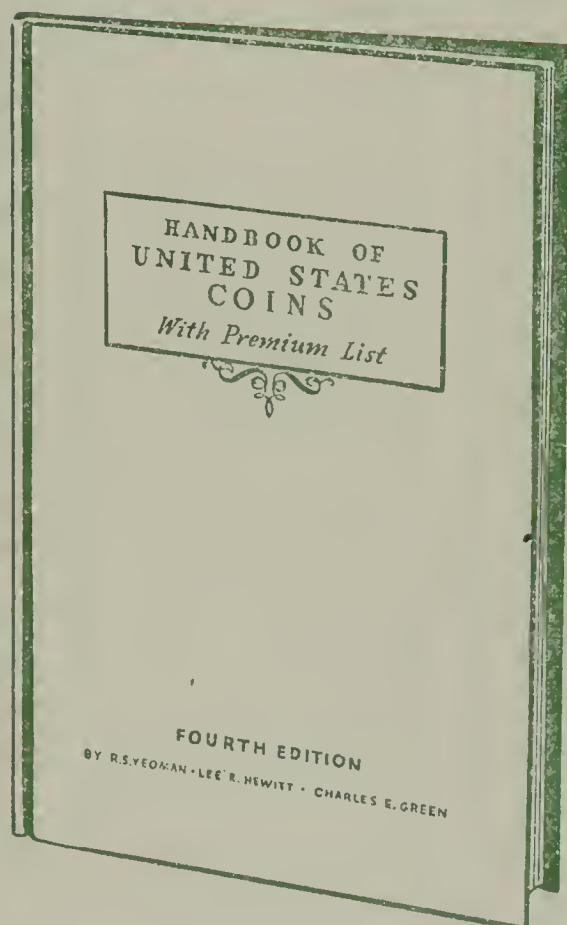 HANDBOOK OF
UNITED STATES
COINS
With Premium List
FOURTH EDITION
BY R.S. YEOMAN • LEE R. HEWITT • CHARLES E. GREEN